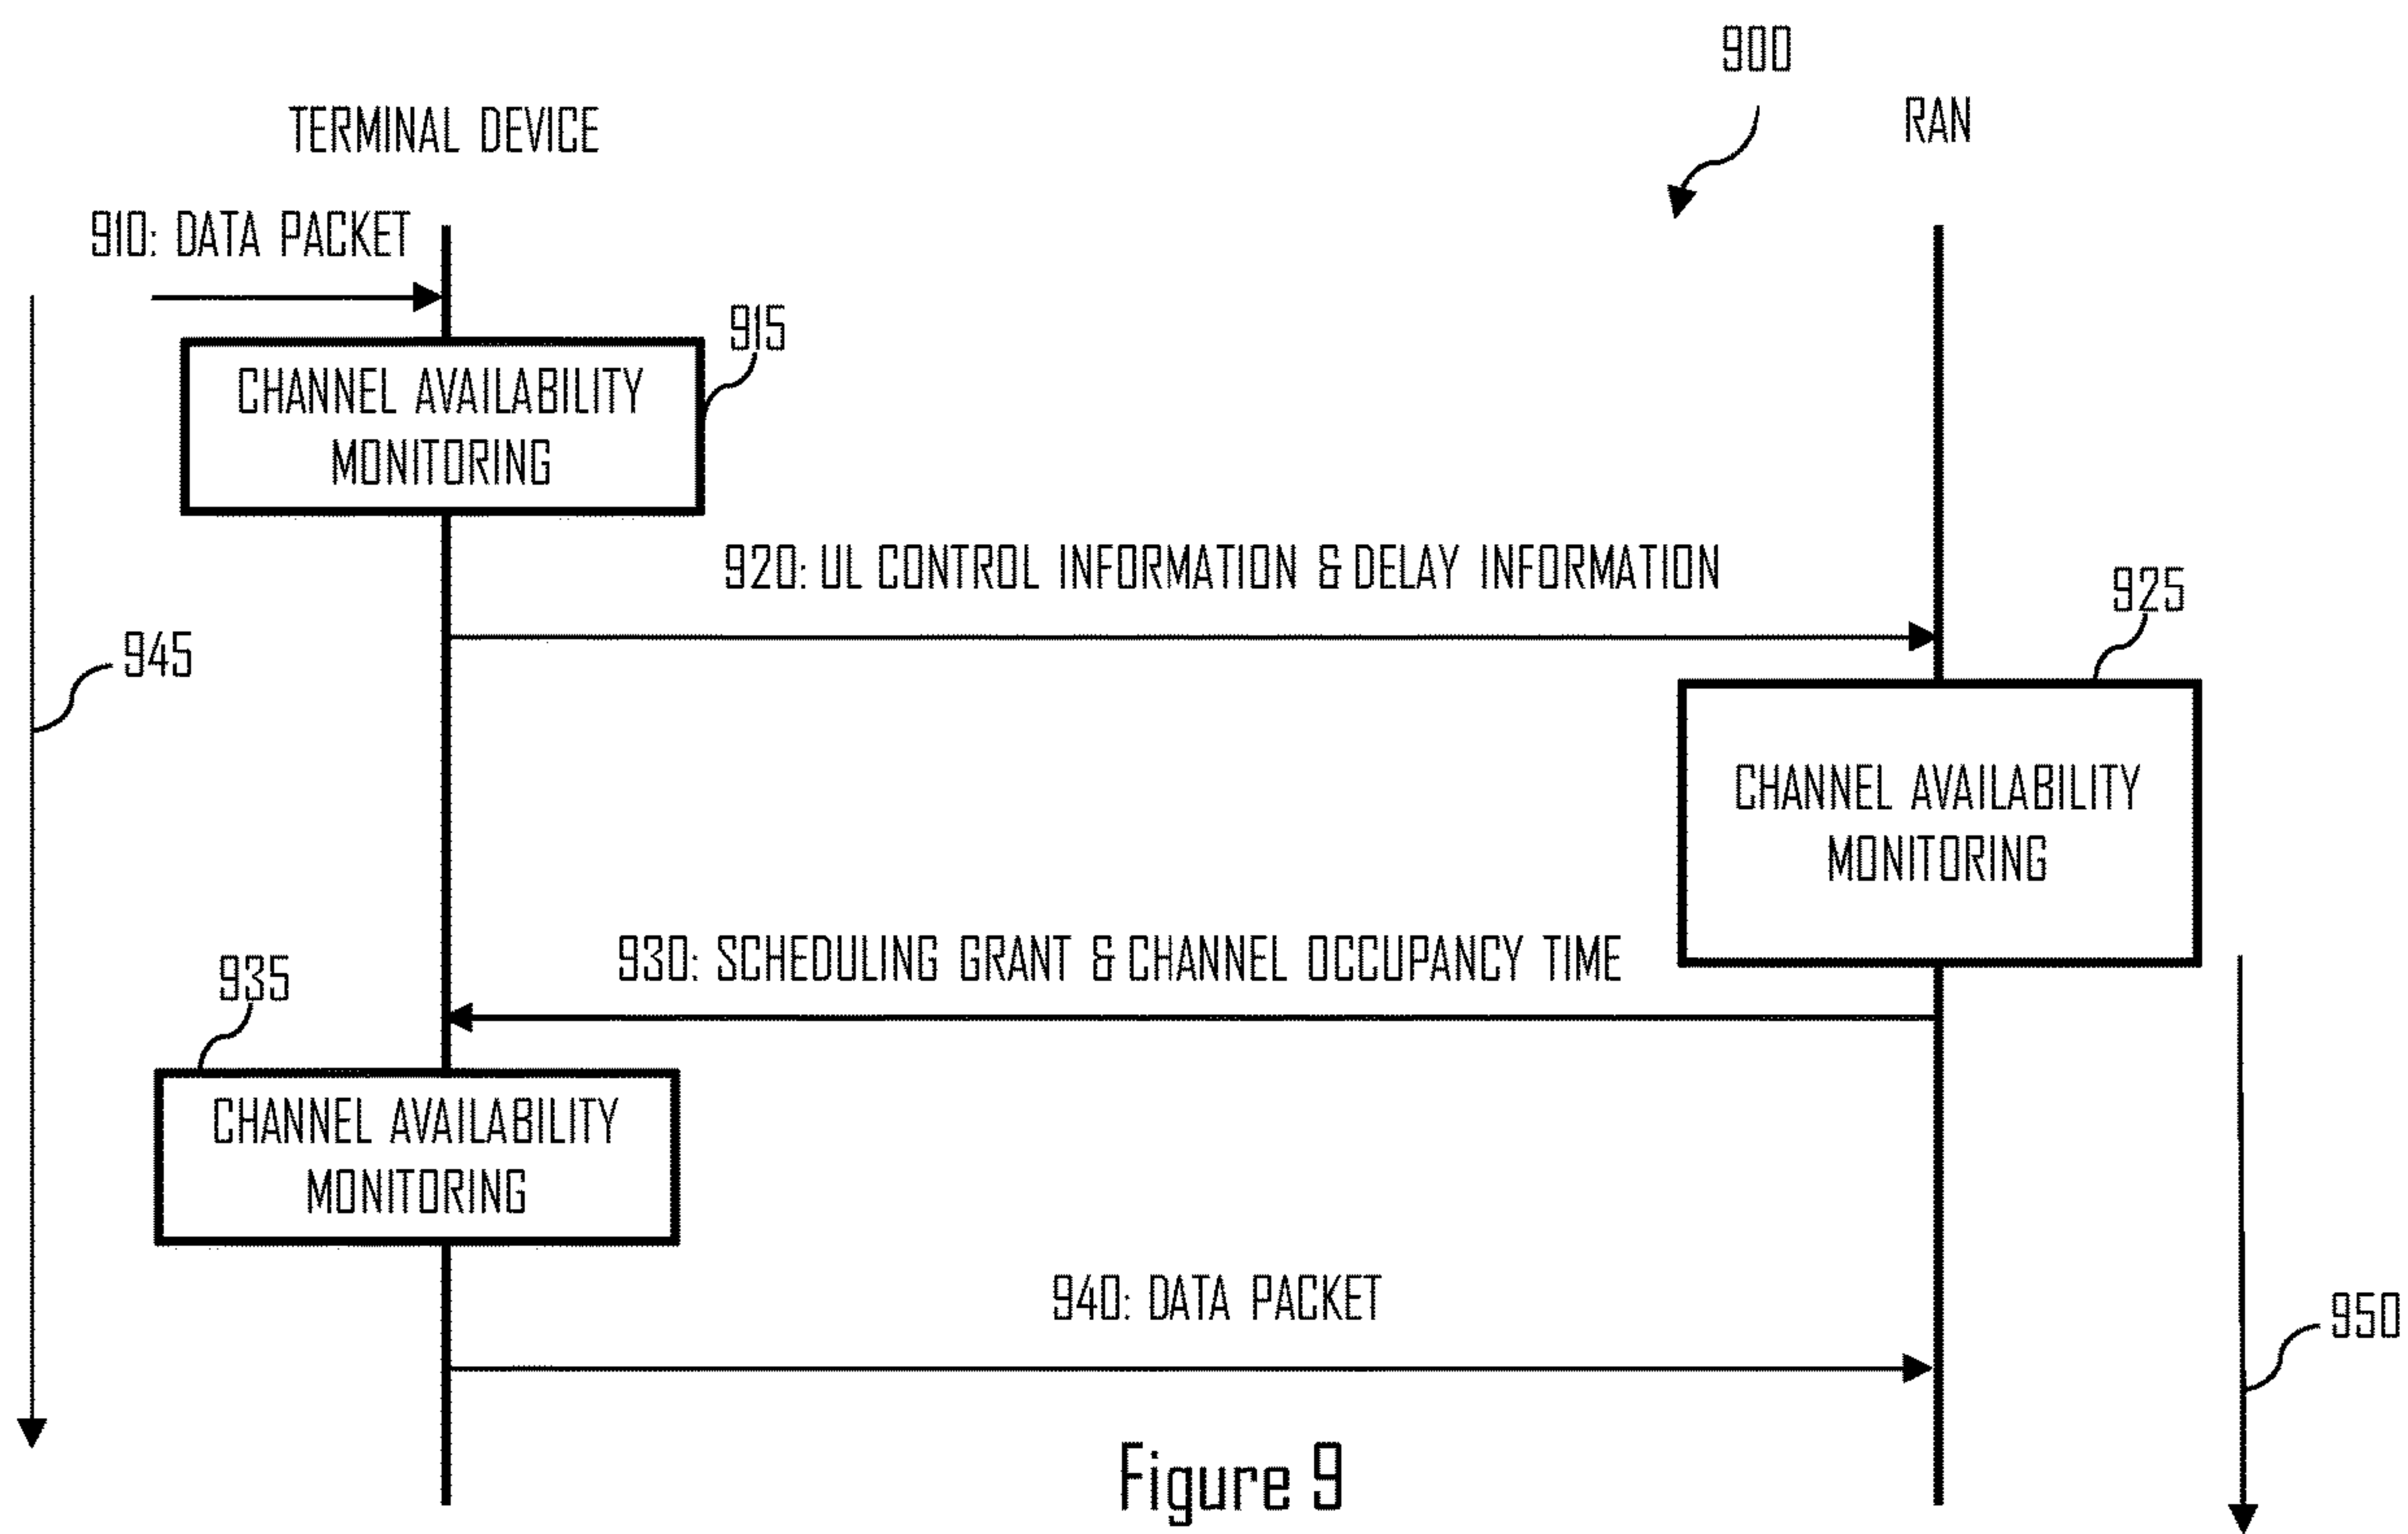 900
TERMINAL DEVICE
RAN
910: DATA PACKET
915
CHANNEL AVAILABILITY
MONITORING
920: UL CONTROL INFORMATION & DELAY INFORMATION
925
945
CHANNEL AVAILABILITY
MONITORING
930: SCHEDULING GRANT & CHANNEL OCCUPANCY TIME
935
CHANNEL AVAILABILITY
MONITORING
940: DATA PACKET
950
Figure 9